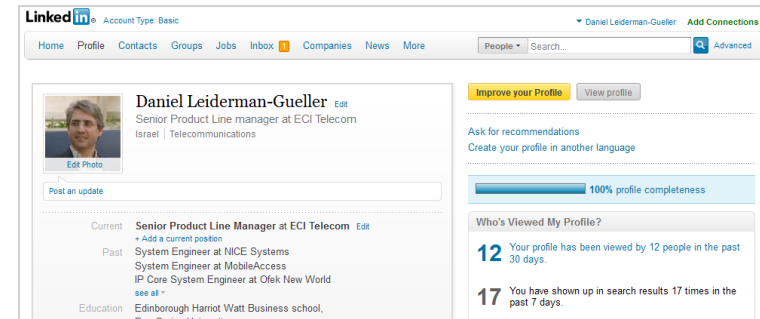 Linked in® Account Type: Basic
Daniel Leiderman-Gueller Add Connections
Home Profile Contacts Groups Jobs Inbox 1 Companies News More
People Search... Advanced
Daniel Leiderman-Gueller Edit
Senior Product Line manager at ECI Telecom
Israel Telecommunications
Edit Photo
Post an update
Current Senior Product Line Manager at ECI Telecom Edit
+ Add a current position
Past System Engineer at NICE Systems
System Engineer at MobileAccess
IP Core System Engineer at Ofek New World
see all
Education Edinborough Harriot Watt Business school,
Improve your Profile View profile
Ask for recommendations
Create your profile in another language
100% profile completeness
Who's Viewed My Profile?
12 Your profile has been viewed by 12 people in the past
30 days.
17 You have shown up in search results 17 times in the
past 7 days.